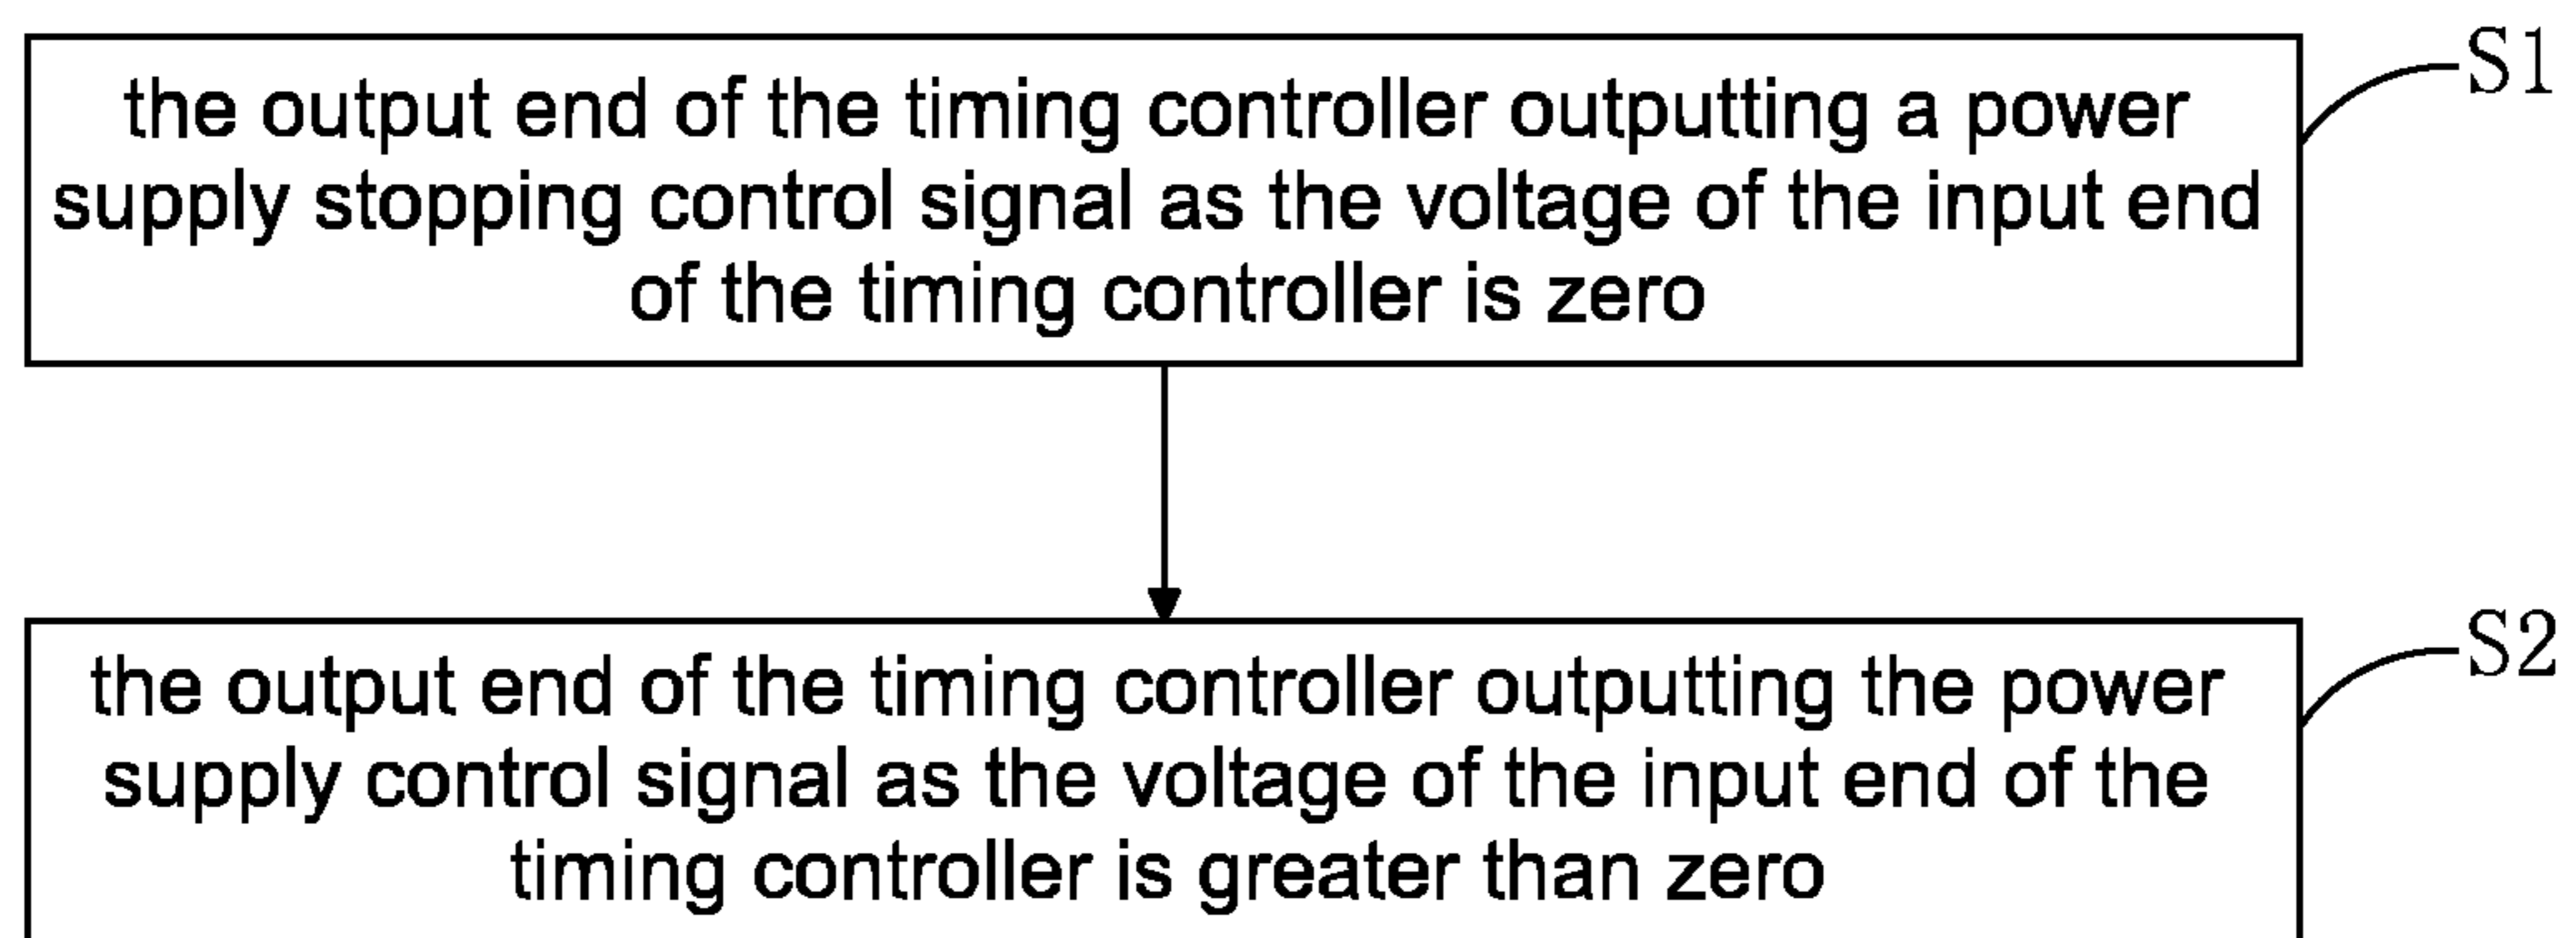 the output end of the timing controller outputting a power
supply stopping control signal as the voltage of the input end
of the timing controller is zero
S1
the output end of the timing controller outputting the power
supply control signal as the voltage of the input end of the
timing controller is greater than zero
S2